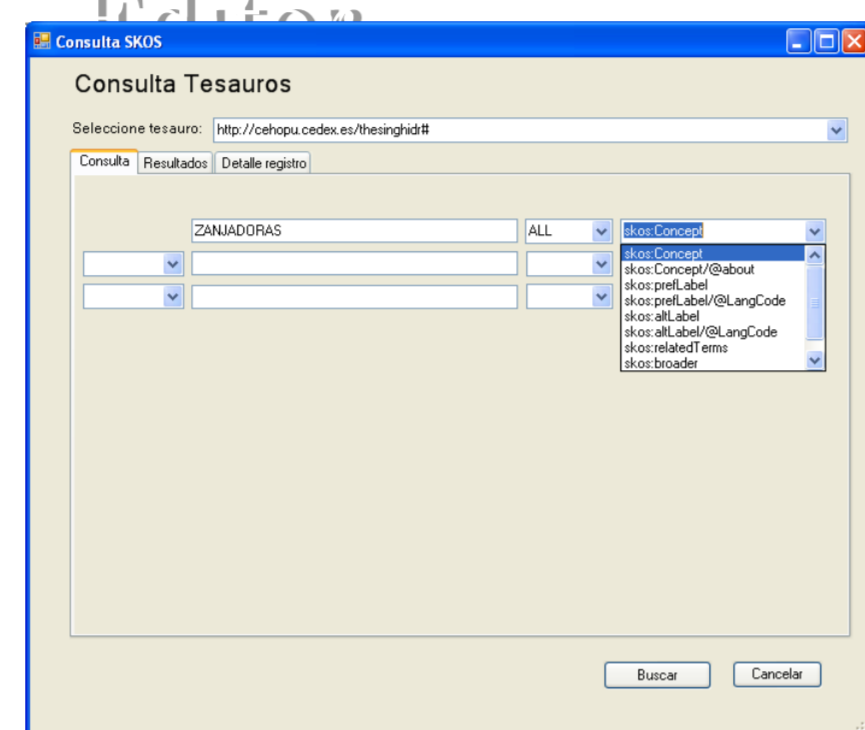 Editor
Consulta SKOS
Consulta Tesauros
Seleccione tesauro: http://cehopu.cedex.es/thesinghidr#
Consulta Resultados Detalle registro
ZANJADORAS ALL skos:Concept
skos:Concept
skos:Concept/@about
skos:prefLabel
skos:prefLabel/@LangCode
skos:altLabel
skos:altLabel/@LangCode
skos:relatedTerms
skos:broader
Buscar Cancelar